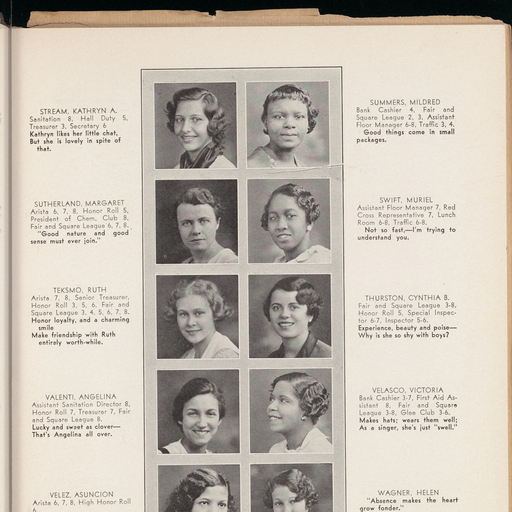 STREAM, KATHRYN A.
Sanitation 8, Hall Duty 5,
Treasurer 3, Secretary 6
Kathryn likes her little chat,
But she is lovely in spite of
that.
SUTHERLAND, MARGARET
Arista 6, 7, 8, Honor Roll 5,
President of Chem. Club 8,
Fair and Square League 6, 7, 8.
"Good nature and good
sense must ever join."
TEKSMO, RUTH
Arista 7, 8, Senior Treasurer,
Honor Roll 3, 5, 6, Fair and
Square League 3, 4, 5, 6, 7, 8.
Honor loyalty, and a charming
smile
Make friendship with Ruth
entirely worth-while.
VALENTI, ANGELINA
Assistant Sanitation Director 8,
Honor Roll 7, Treasurer 7, Fair
and Square League 8.
Lucky and sweet as clover—
That's Angelina all over.
VELEZ, ASUNCION
Arista 6, 7, 8, High Honor Roll
6.
SUMMERS, MILDRED
Bank Cashier 4, Fair and
Square League 2, 3, Assistant
Floor Manager 6-8, Traffic 3, 4.
Good things come in small
packages.
SWIFT, MURIEL
Assistant Floor Manager 7, Red
Cross Representative 7, Lunch
Room 6-8, Traffic 6-8.
Not so fast,—I'm trying to
understand you.
THURSTON, CYNTHIA B.
Fair and Square League 3-8,
Honor Roll 5, Special Inspec-
tor 6-7, Inspector 5-6.
Experience, beauty and poise—
Why is she so shy with boys?
VELASCO, VICTORIA
Bank Cashier 3-7, First Aid As-
sistant 8, Fair and Square
League 3-8, Glee Club 3-6.
Makes hats; wears them well;
As a singer, she's just "swell."
WAGNER, HELEN
"Absence makes the heart
grow fonder."